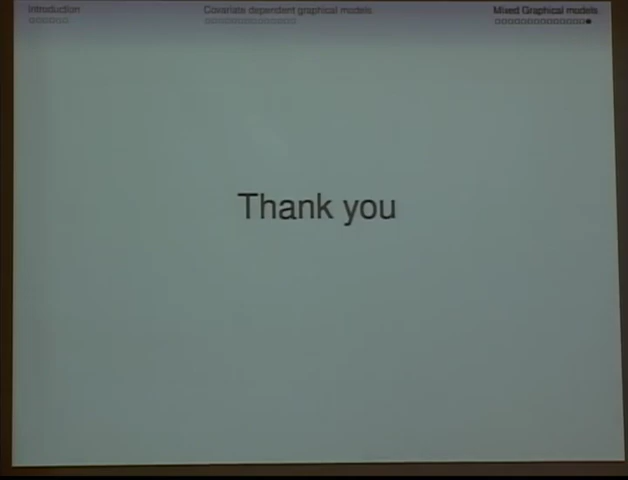 Introduction
Covariate dependent graphical models
Mixed Graphical models
Thank you